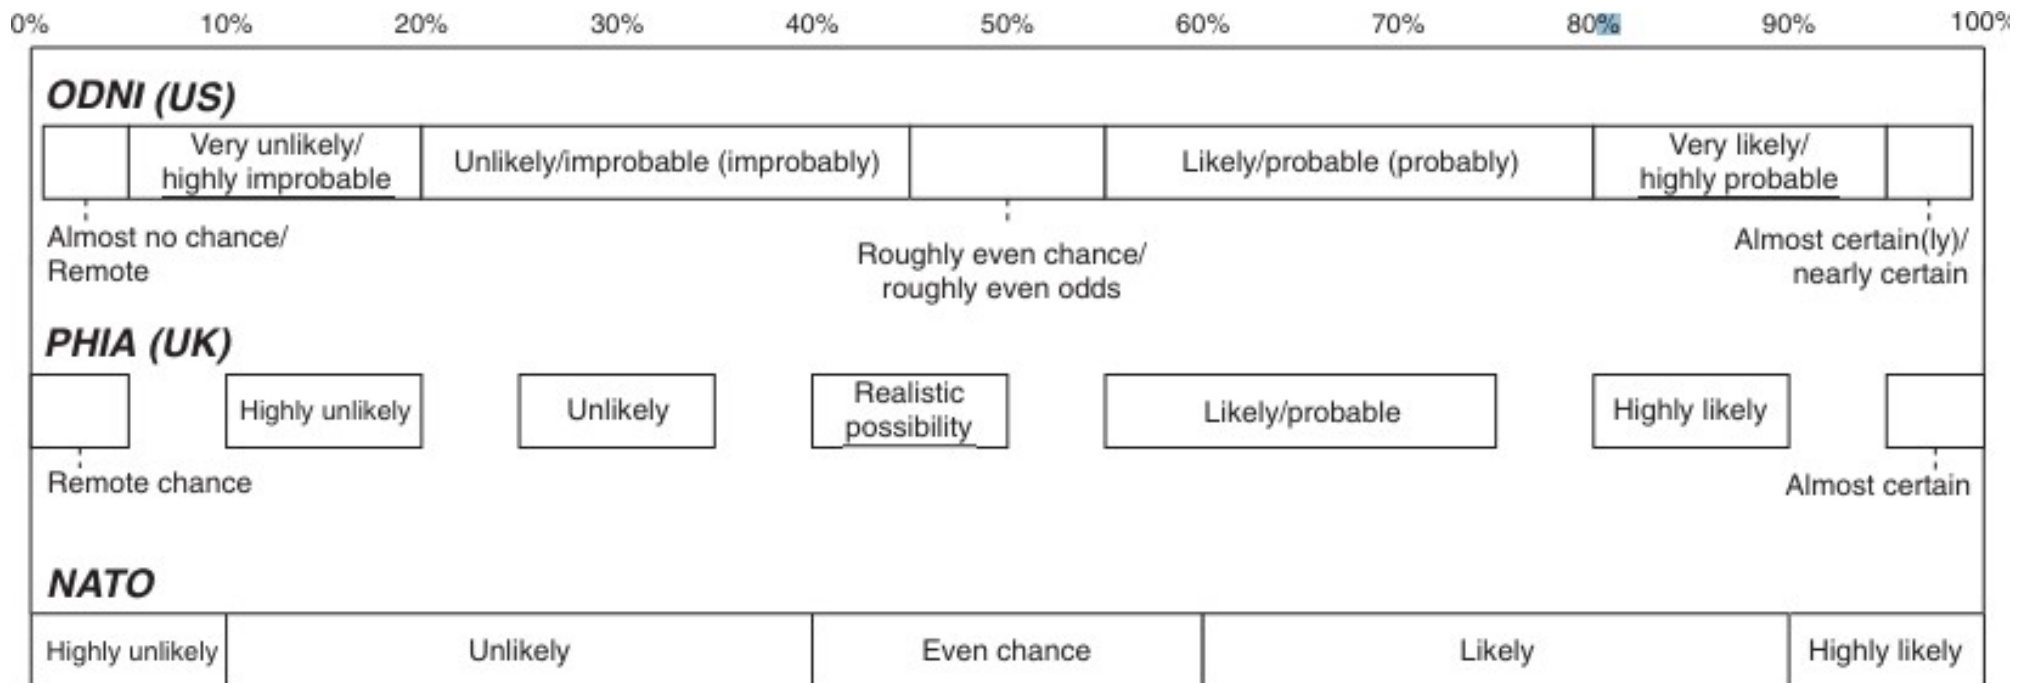 0% 10% 20% 30% 40% 50% 60% 70% 80% 90% 100%
ODNI (US)
Very unlikely/
highly improbable
Unlikely/improbable (improbably)
Likely/probable (probably)
Very likely/
highly probable
Almost no chance/
Remote
Roughly even chance/
roughly even odds
Almost certain(ly)/
nearly certain
PHIA (UK)
Highly unlikely
Unlikely
Realistic
possibility
Likely/probable
Highly likely
Remote chance
Almost certain
NATO
Highly unlikely
Unlikely
Even chance
Likely
Highly likely